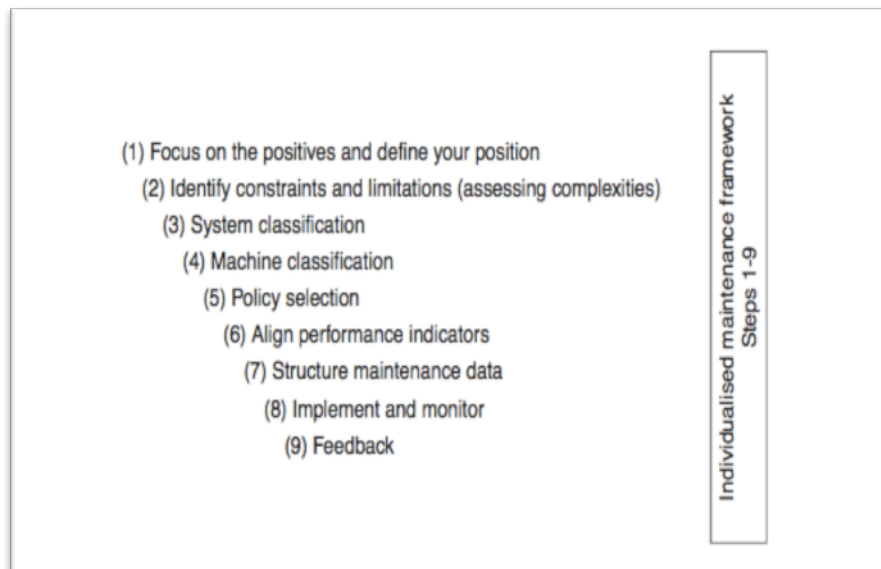 (1) Focus on the positives and define your position
(2) Identify constraints and limitations (assessing complexities)
(3) System classification
(4) Machine classification
(5) Policy selection
(6) Align performance indicators
(7) Structure maintenance data
(8) Implement and monitor
(9) Feedback
Individualised maintenance framework
Steps 1-9